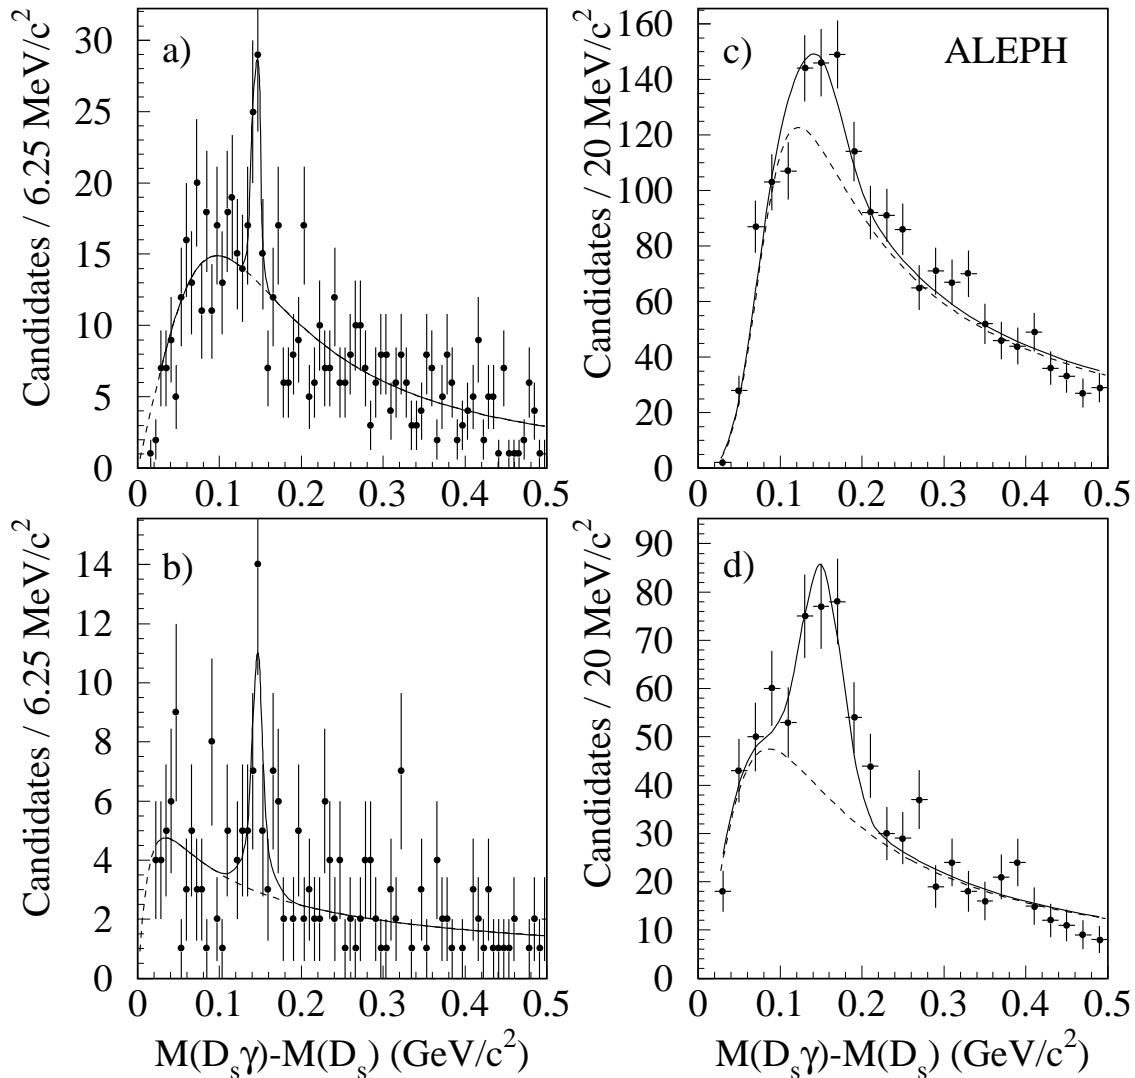 a)
Candidates / 6.25 MeV/c²
30
25
20
15
10
5
0
0 0.1 0.2 0.3 0.4 0.5
c) ALEPH
Candidates / 20 MeV/c²
160
140
120
100
80
60
40
20
0
0 0.1 0.2 0.3 0.4 0.5
b)
Candidates / 6.25 MeV/c²
14
12
10
8
6
4
2
0
0 0.1 0.2 0.3 0.4 0.5
M(Dₛγ)-M(Dₛ) (GeV/c²)
d)
Candidates / 20 MeV/c²
90
80
70
60
50
40
30
20
10
0
0 0.1 0.2 0.3 0.4 0.5
M(Dₛγ)-M(Dₛ) (GeV/c²)